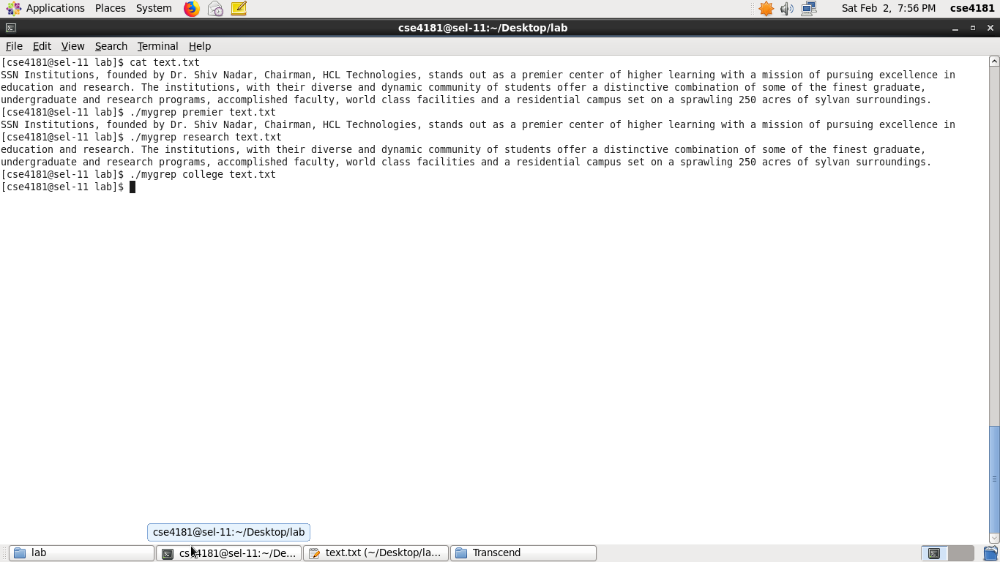 Applications Places System Sat Feb 2, 7:56 PM cse4181
cse4181@sel-11:~/Desktop/lab
File Edit View Search Terminal Help
[cse4181@sel-11 lab]$ cat text.txt
SSN Institutions, founded by Dr. Shiv Nadar, Chairman, HCL Technologies, stands out as a premier center of higher learning with a mission of pursuing excellence in
education and research. The institutions, with their diverse and dynamic community of students offer a distinctive combination of some of the finest graduate,
undergraduate and research programs, accomplished faculty, world class facilities and a residential campus set on a sprawling 250 acres of sylvan surroundings.
[cse4181@sel-11 lab]$ ./mygrep premier text.txt
SSN Institutions, founded by Dr. Shiv Nadar, Chairman, HCL Technologies, stands out as a premier center of higher learning with a mission of pursuing excellence in
[cse4181@sel-11 lab]$ ./mygrep research text.txt
education and research. The institutions, with their diverse and dynamic community of students offer a distinctive combination of some of the finest graduate,
undergraduate and research programs, accomplished faculty, world class facilities and a residential campus set on a sprawling 250 acres of sylvan surroundings.
[cse4181@sel-11 lab]$ ./mygrep college text.txt
[cse4181@sel-11 lab]$
cse4181@sel-11:~/Desktop/lab
lab cse4181@sel-11:~/De... text.txt (~/Desktop/la... Transcend